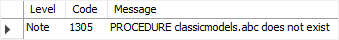 Level Code Message
Note 1305 PROCEDURE classicmodels.abc does not exist